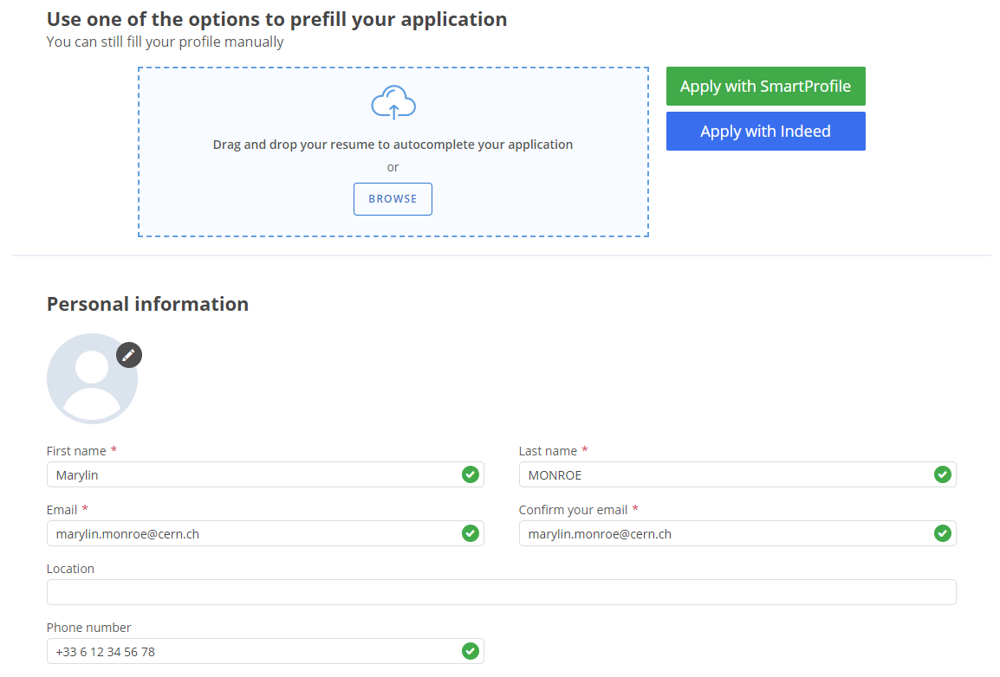 Use one of the options to prefill your application
You can still fill your profile manually
Apply with SmartProfile
Apply with Indeed
Drag and drop your resume to autocomplete your application
or
BROWSE
Personal information
First name *
Last name *
Marylin
MONROE
Email *
Confirm your email *
marylin.monroe@cern.ch
marylin.monroe@cern.ch
Location
Phone number
+33 6 12 34 56 78